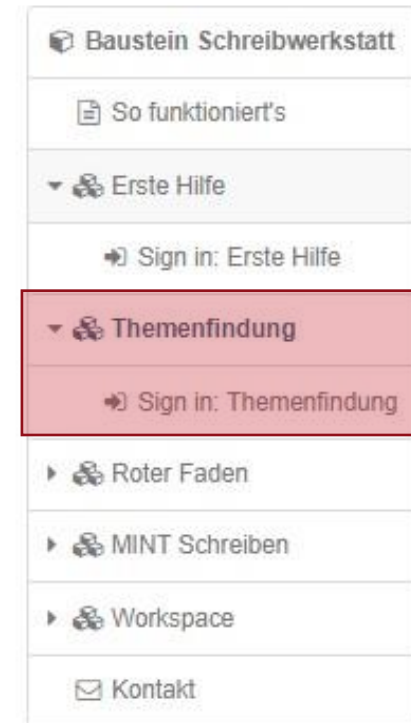 Baustein Schreibwerkstatt
So funktioniert's
Erste Hilfe
Sign in: Erste Hilfe
Themenfindung
Sign in: Themenfindung
Roter Faden
MINT Schreiben
Workspace
Kontakt